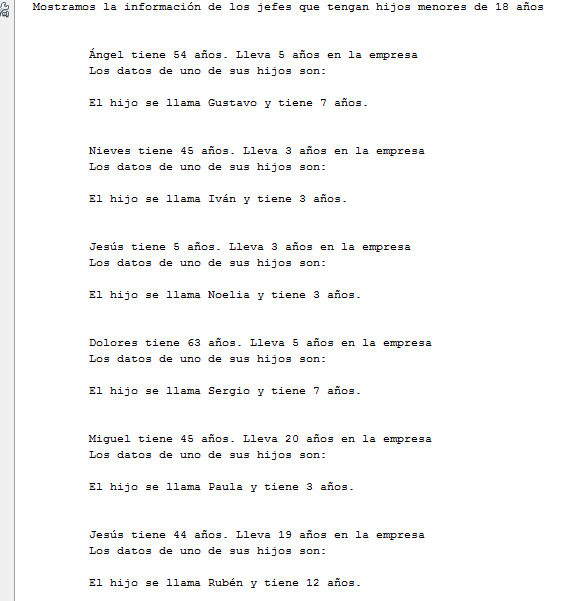 Mostramos la información de los jefes que tengan hijos menores de 18 años
Ángel tiene 54 años. Lleva 5 años en la empresa
Los datos de uno de sus hijos son:
El hijo se llama Gustavo y tiene 7 años.
Nieves tiene 45 años. Lleva 3 años en la empresa
Los datos de uno de sus hijos son:
El hijo se llama Iván y tiene 3 años.
Jesús tiene 5 años. Lleva 3 años en la empresa
Los datos de uno de sus hijos son:
El hijo se llama Noelia y tiene 3 años.
Dolores tiene 63 años. Lleva 5 años en la empresa
Los datos de uno de sus hijos son:
El hijo se llama Sergio y tiene 7 años.
Miguel tiene 45 años. Lleva 20 años en la empresa
Los datos de uno de sus hijos son:
El hijo se llama Paula y tiene 3 años.
Jesús tiene 44 años. Lleva 19 años en la empresa
Los datos de uno de sus hijos son:
El hijo se llama Rubén y tiene 12 años.